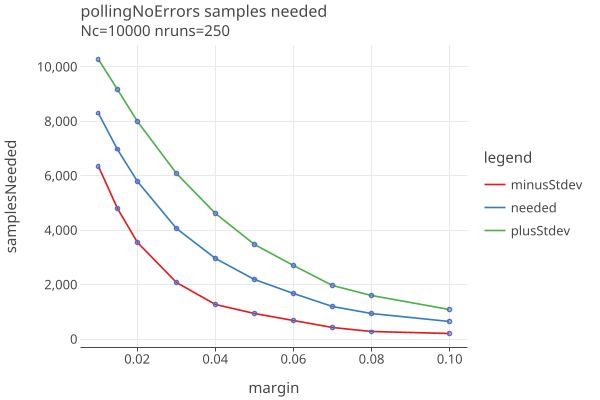 pollingNoErrors samples needed
Nc=10000 nruns=250
10,000
8,000
6,000
4,000
2,000
0
samplesNeeded
0.02
0.04
0.06
0.08
0.10
margin
legend
minusStdev
needed
plusStdev